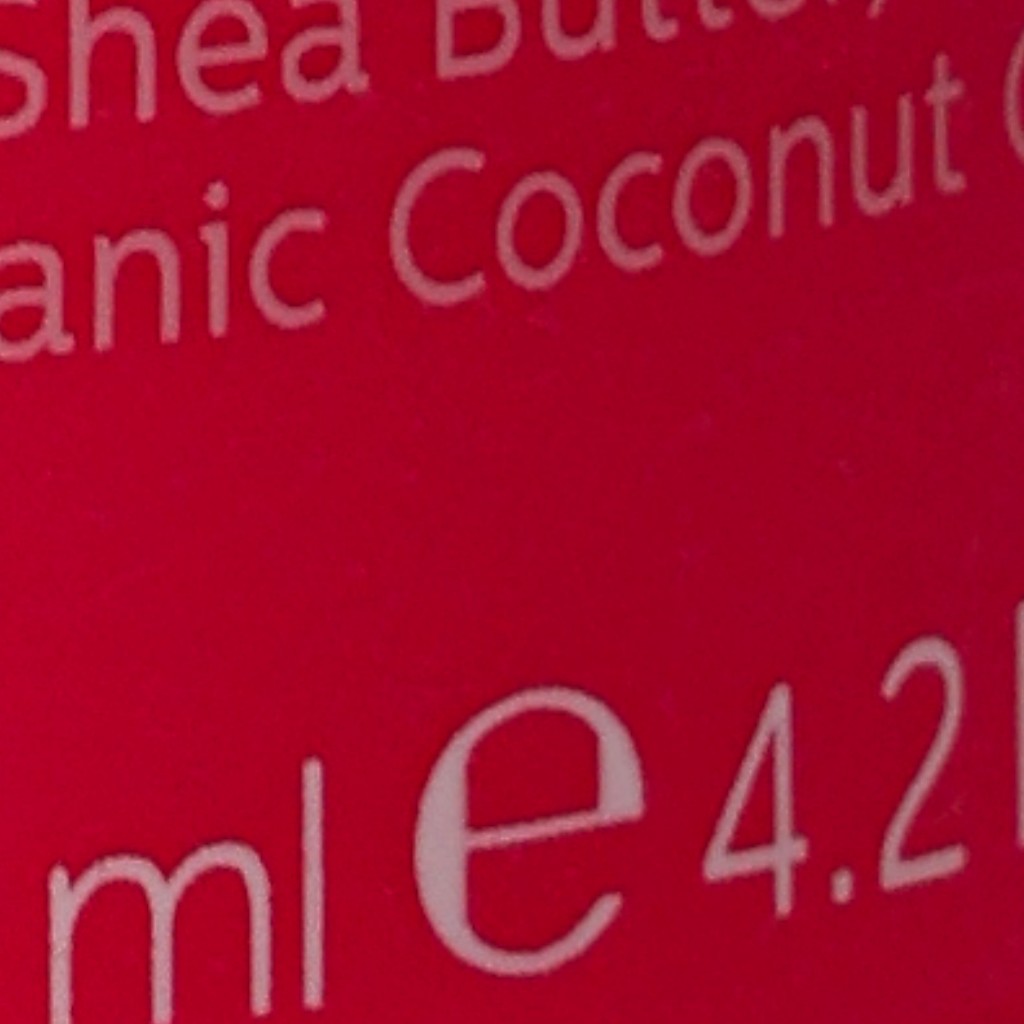 Shea Butter,
anic Coconut
ml e 4.2